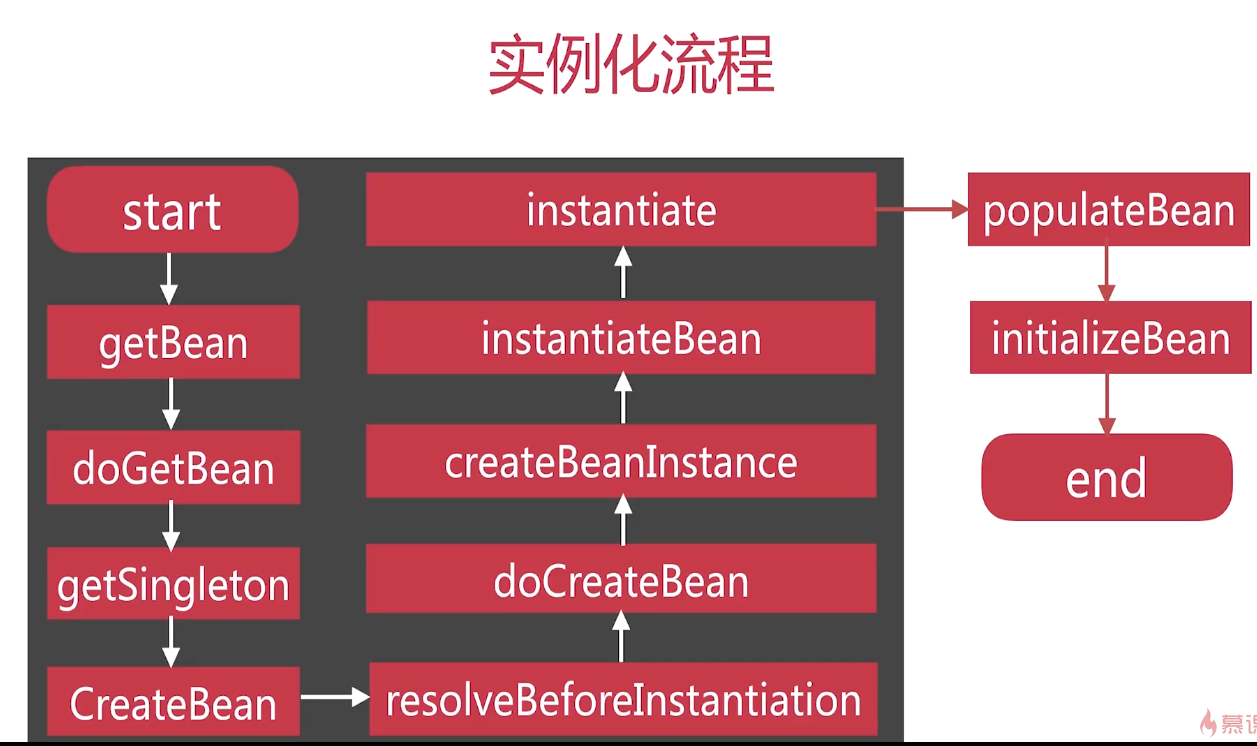 实例化流程
start
getBean
doGetBean
getSingleton
CreateBean
resolveBeforeInstantiation
doCreateBean
createBeanInstance
instantiateBean
instantiate
populateBean
initializeBean
end
慕课